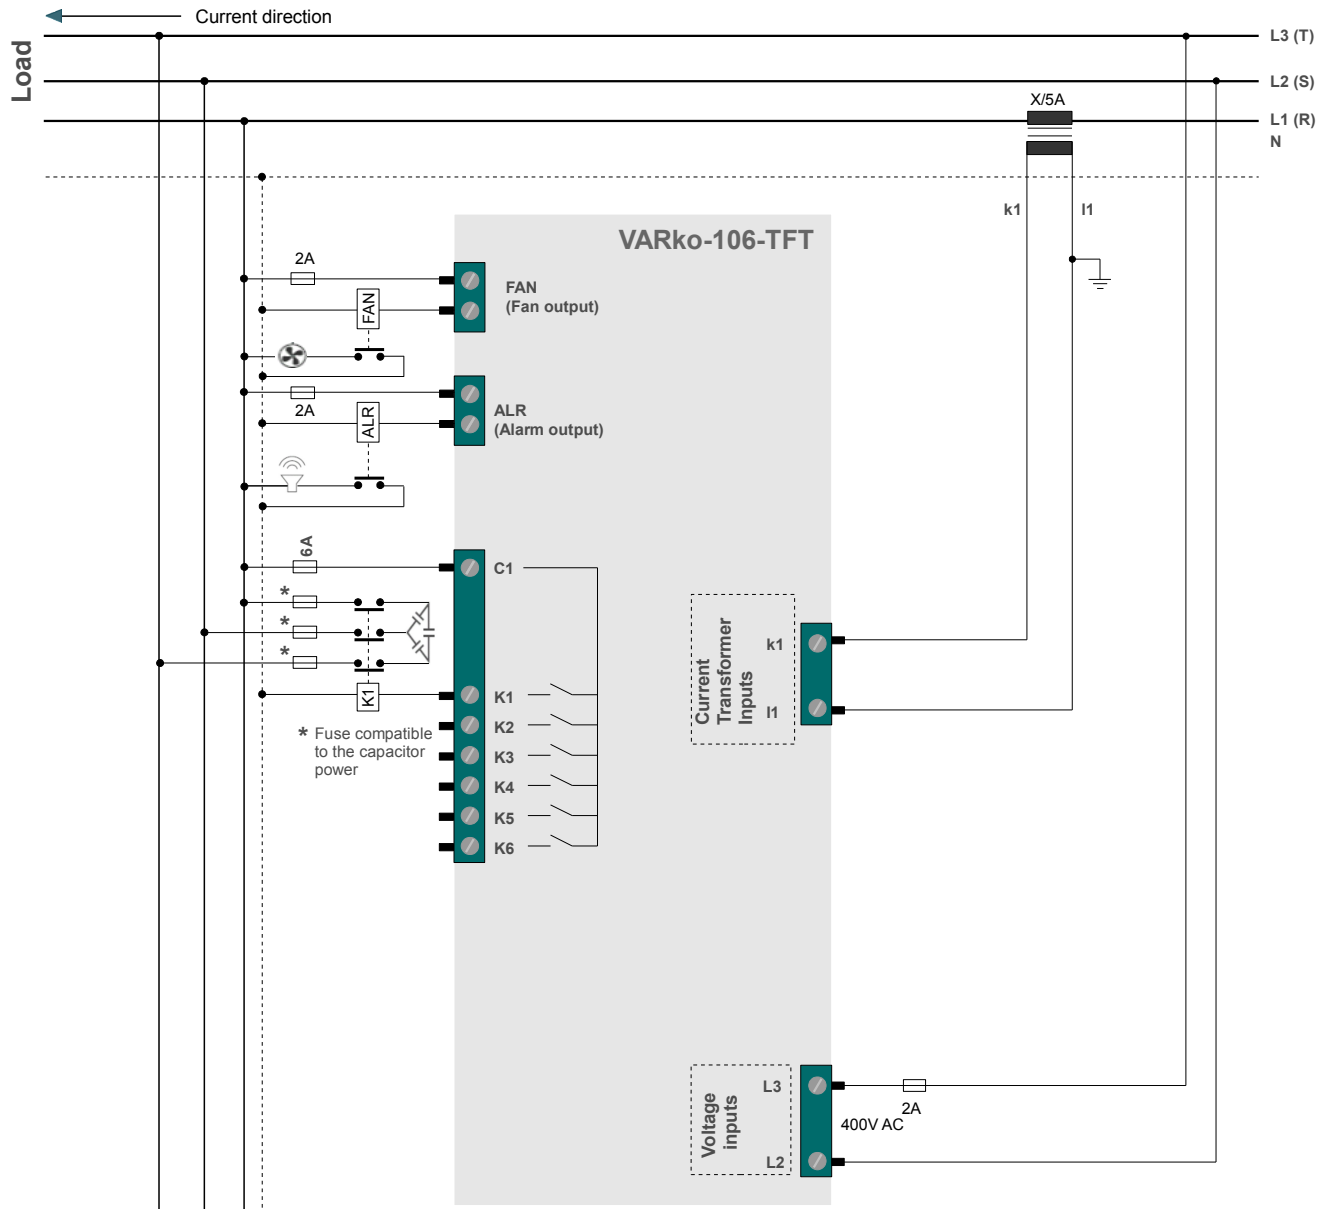 Current direction
Load
L3 (T)
L2 (S)
X/5A
L1 (R)
N
k1
l1
VARko-106-TFT
2A
FAN
FAN
(Fan output)
2A
ALR
ALR
(Alarm output)
6A
C1
*
*
*
K1
K1
K2
K3
K4
K5
K6
* Fuse compatible
to the capacitor
power
Current
Transformer
Inputs
k1
l1
Voltage
inputs
L3
L2
2A
400V AC